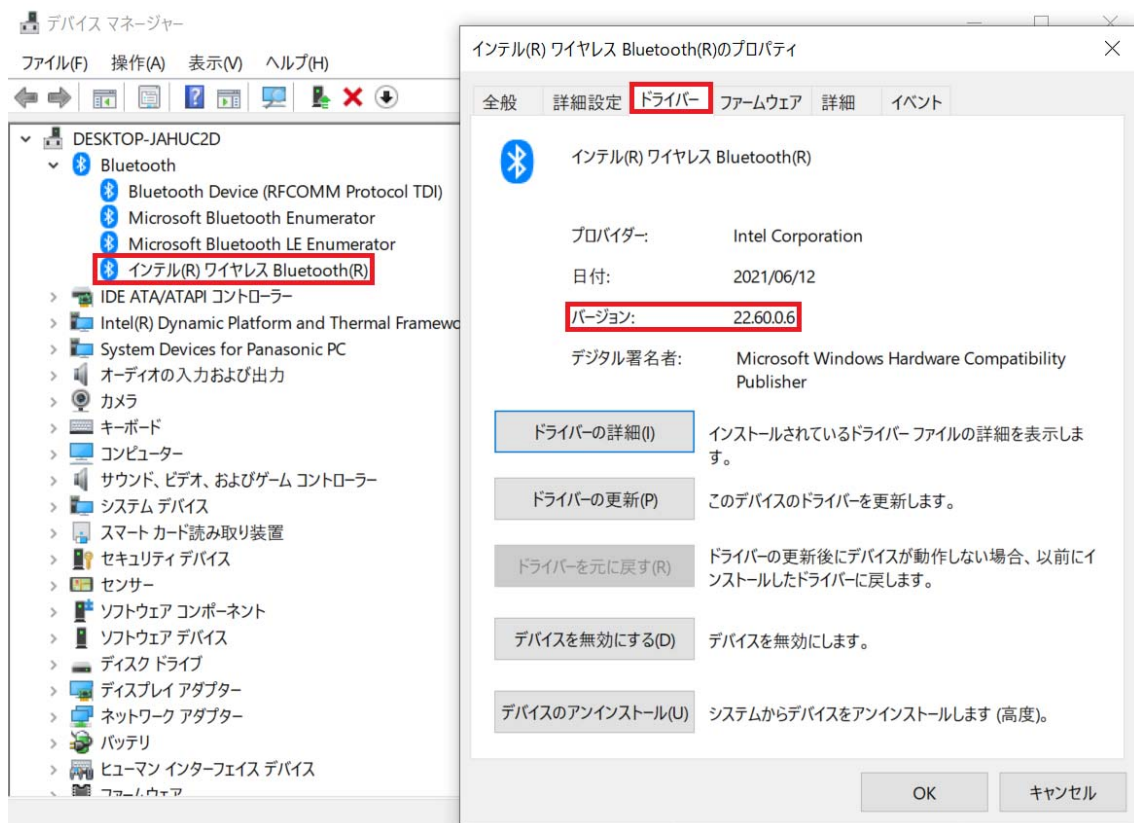 デバイス マネージャー
ファイル(F) 操作(A) 表示(V) ヘルプ(H)
DESKTOP-JAHUC2D
Bluetooth
Bluetooth Device (RFCOMM Protocol TDI)
Microsoft Bluetooth Enumerator
Microsoft Bluetooth LE Enumerator
インテル(R) ワイヤレス Bluetooth(R)
IDE ATA/ATAPI コントローラー
Intel(R) Dynamic Platform and Thermal Framewo
System Devices for Panasonic PC
オーディオの入力および出力
カメラ
キーボード
コンピューター
サウンド、ビデオ、およびゲーム コントローラー
システム デバイス
スマート カード読み取り装置
セキュリティ デバイス
センサー
ソフトウェア コンポーネント
ソフトウェア デバイス
ディスク ドライブ
ディスプレイ アダプター
ネットワーク アダプター
バッテリ
ヒューマン インターフェイス デバイス
ファームウェア
インテル(R) ワイヤレス Bluetooth(R)のプロパティ
全般 詳細設定 ドライバー ファームウェア 詳細 イベント
インテル(R) ワイヤレス Bluetooth(R)
プロバイダー: Intel Corporation
日付: 2021/06/12
バージョン: 22.60.0.6
デジタル署名者: Microsoft Windows Hardware Compatibility
Publisher
ドライバーの詳細(I) インストールされているドライバー ファイルの詳細を表示しま
す。
ドライバーの更新(P) このデバイスのドライバーを更新します。
ドライバーを元に戻す(R) ドライバーの更新後にデバイスが動作しない場合、以前にイ
ンストールしたドライバーに戻します。
デバイスを無効にする(D) デバイスを無効にします。
デバイスのアンインストール(U) システムからデバイスをアンインストールします (高度)。
OK キャンセル